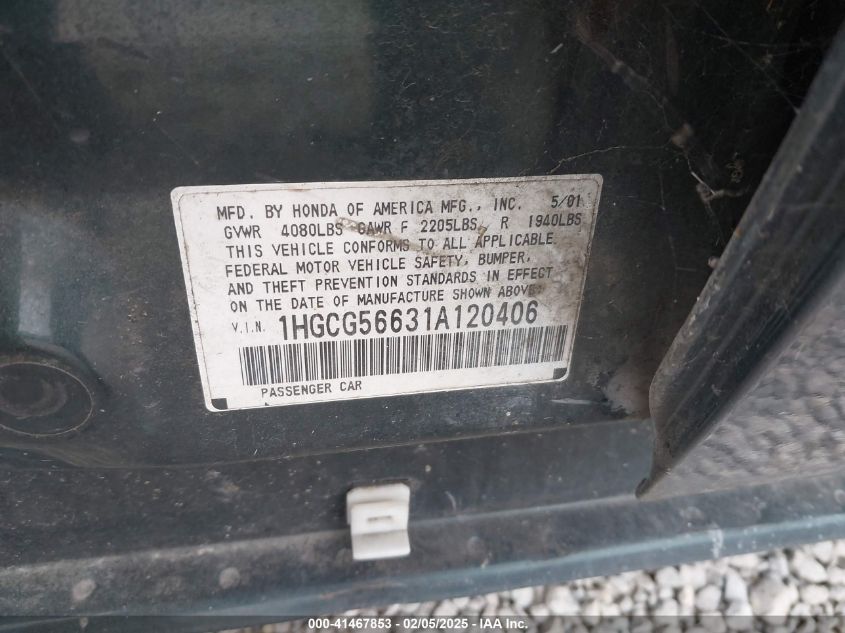 MFD. BY HONDA OF AMERICA MFG., INC. 5/01
GVWR 4080LBS GAWR F 2205LBS, R 1940LBS
THIS VEHICLE CONFORMS TO ALL APPLICABLE
FEDERAL MOTOR VEHICLE SAFETY, BUMPER,
AND THEFT PREVENTION STANDARDS IN EFFECT
ON THE DATE OF MANUFACTURE SHOWN ABOVE.
V.I.N. 1HGCG56631A120406
PASSENGER CAR
000-41467853 - 02/05/2025 - IAA Inc.